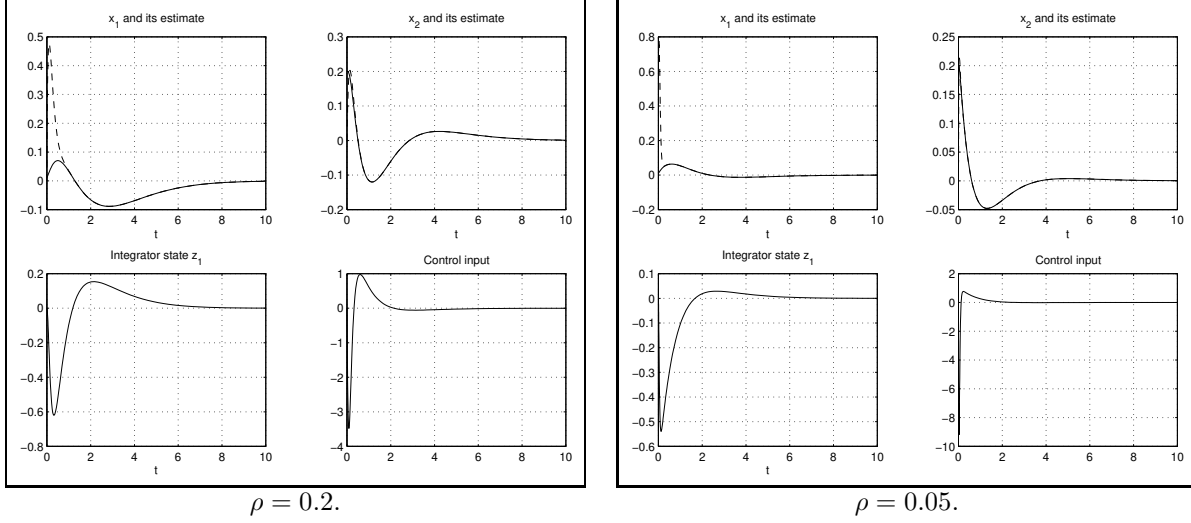 x1 and its estimate
0.5
0.4
0.3
0.2
0.1
0
−0.1
0 2 4 6 8 10
t
x2 and its estimate
0.3
0.2
0.1
0
−0.1
−0.2
0 2 4 6 8 10
t
Integrator state z1
0.2
0
−0.2
−0.4
−0.6
−0.8
0 2 4 6 8 10
t
Control input
1
0
−1
−2
−3
−4
0 2 4 6 8 10
ρ = 0.2.
x1 and its estimate
0.8
0.6
0.4
0.2
0
−0.2
0 2 4 6 8 10
t
x2 and its estimate
0.25
0.2
0.15
0.1
0.05
0
−0.05
0 2 4 6 8 10
t
Integrator state z1
0.1
0
−0.1
−0.2
−0.3
−0.4
−0.5
−0.6
0 2 4 6 8 10
t
Control input
2
0
−2
−4
−6
−8
−10
0 2 4 6 8 10
ρ = 0.05.